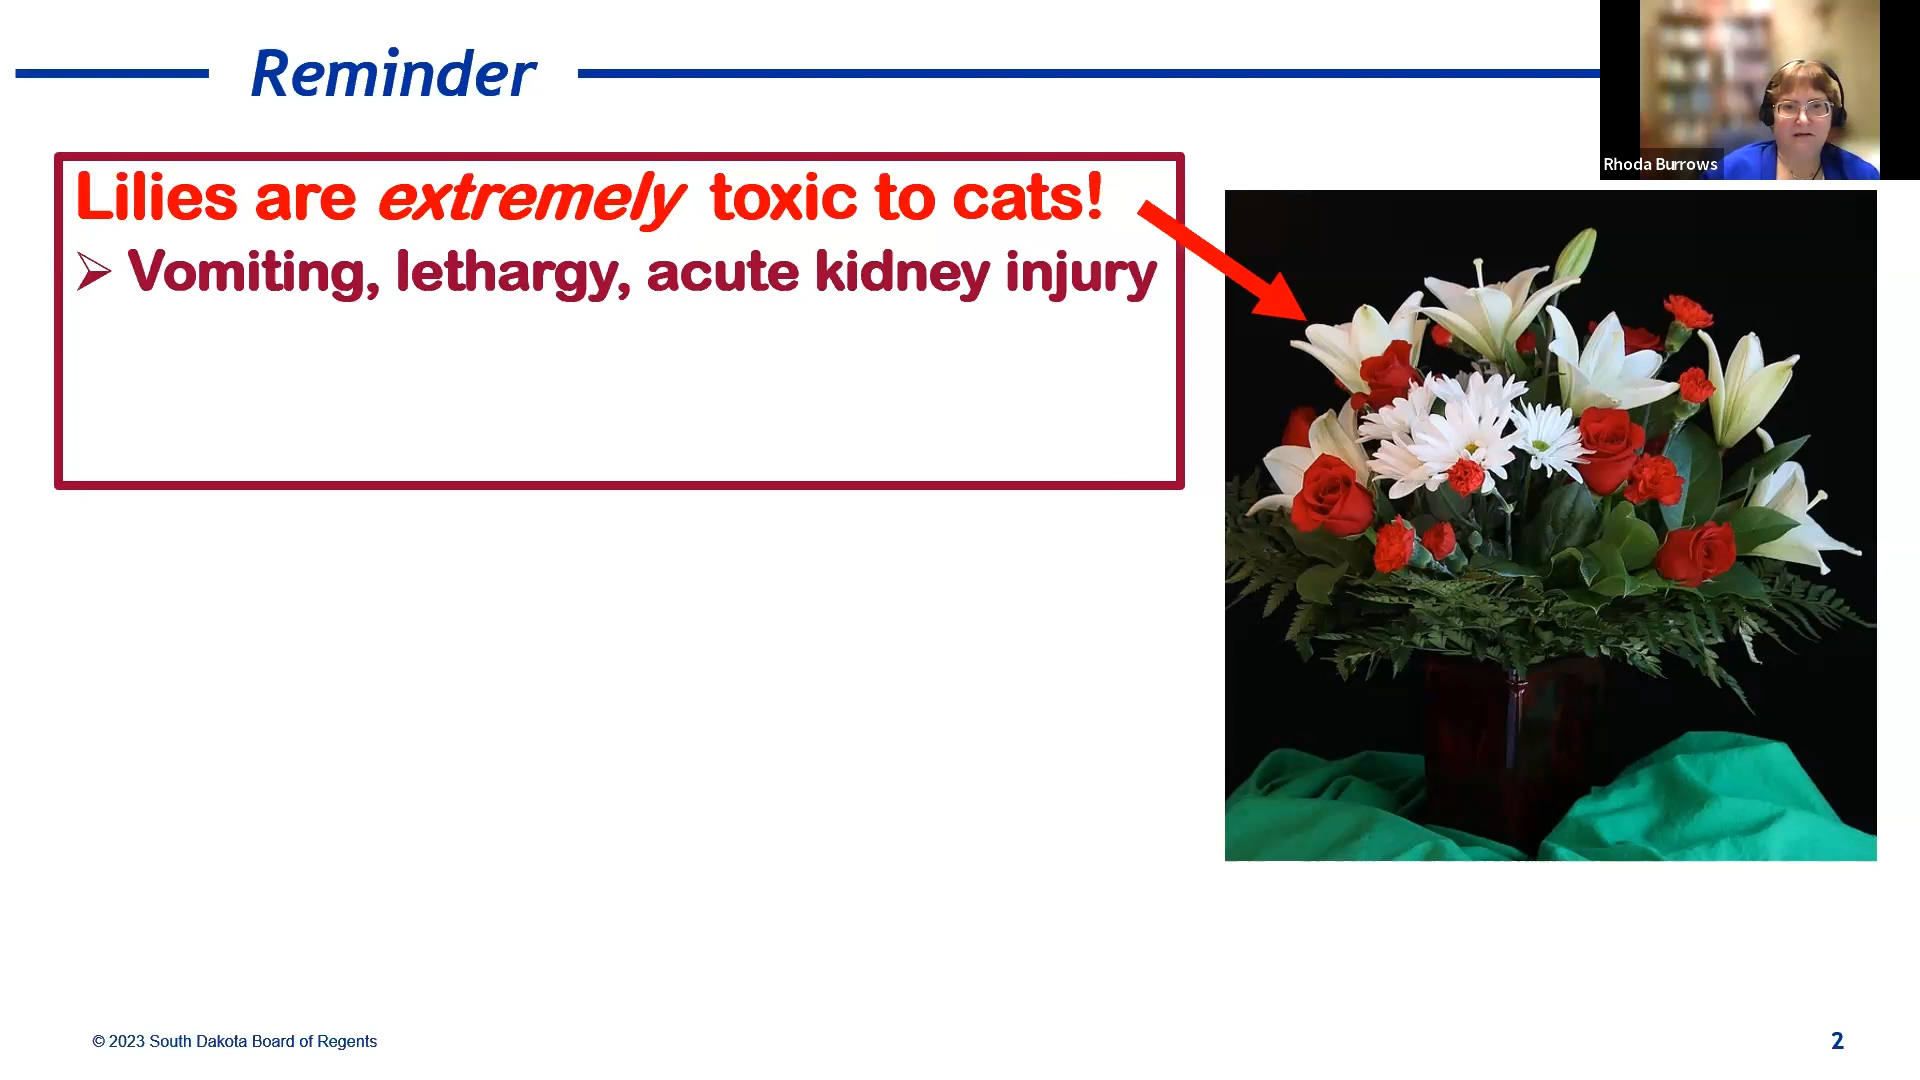 Reminder
Rhoda Burrows
Lilies are extremely toxic to cats!
➢ Vomiting, lethargy, acute kidney injury
© 2023 South Dakota Board of Regents
2